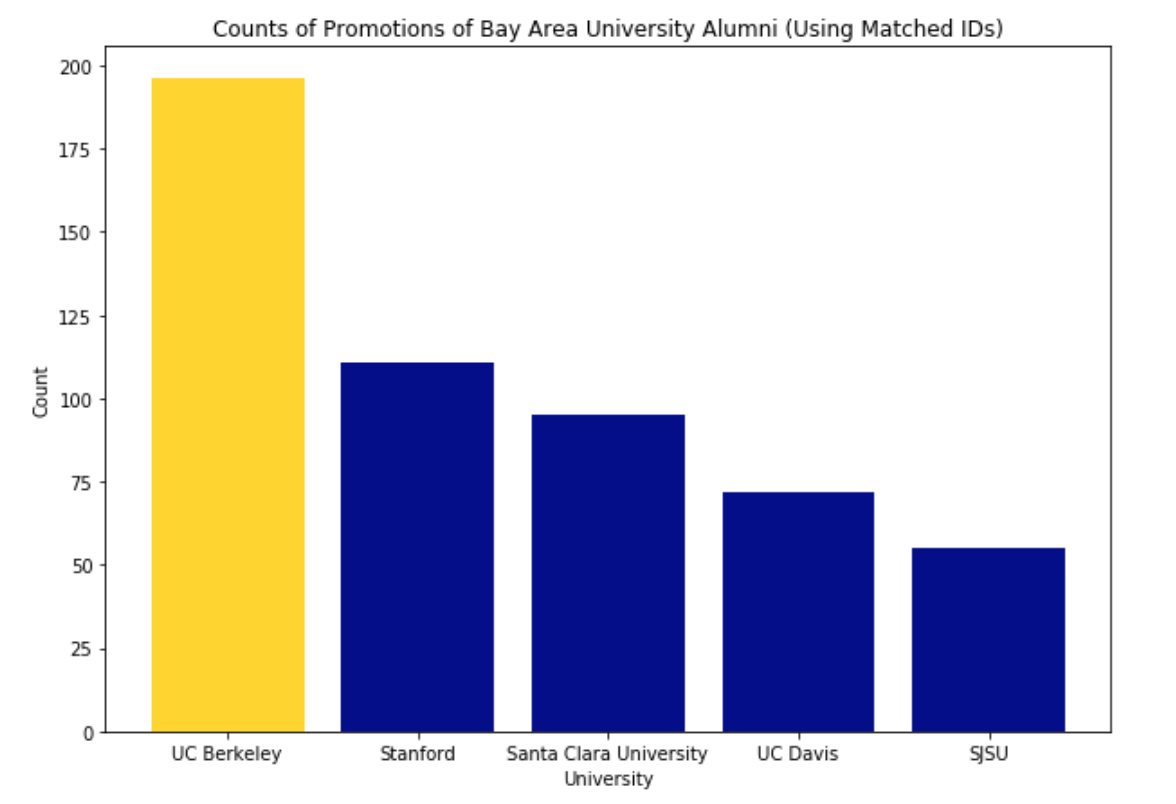 Counts of Promotions of Bay Area University Alumni (Using Matched IDs)
200
175
150
125
100
75
50
25
0
Count
UC Berkeley
Stanford
Santa Clara University
UC Davis
SJSU
University